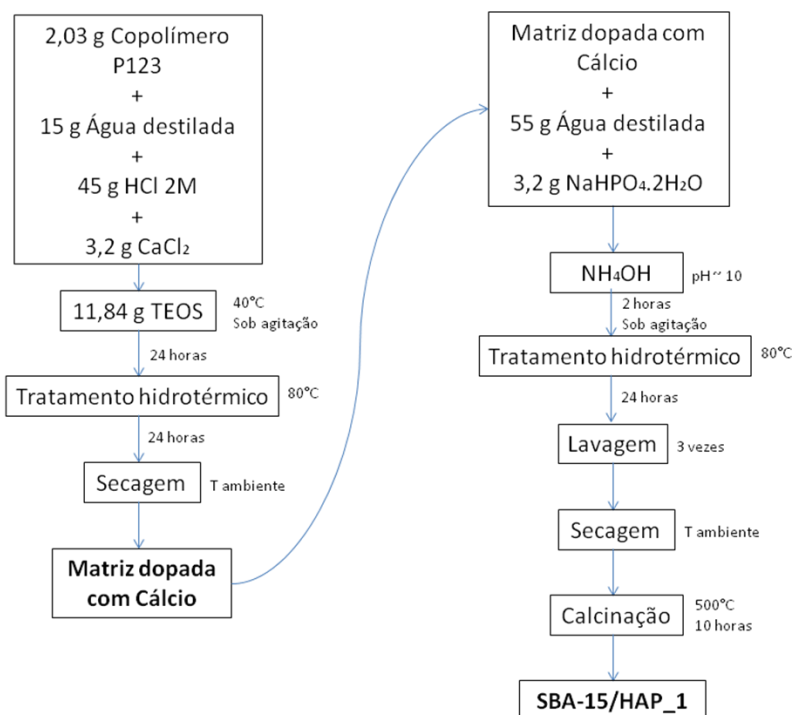 2,03 g Copolímero
P123
+
15 g Água destilada
+
45 g HCl 2M
+
3,2 g CaCl₂
11,84 g TEOS
40°C
Sob agitação
24 horas
Tratamento hidrotérmico
80°C
24 horas
Secagem
T ambiente
Matriz dopada
com Cálcio
Matriz dopada com
Cálcio
+
55 g Água destilada
+
3,2 g NaHPO₄.2H₂O
NH₄OH
pH~ 10
2 horas
Sob agitação
Tratamento hidrotérmico
80°C
24 horas
Lavagem
3 vezes
Secagem
T ambiente
Calcinação
500°C
10 horas
SBA-15/HAP_1